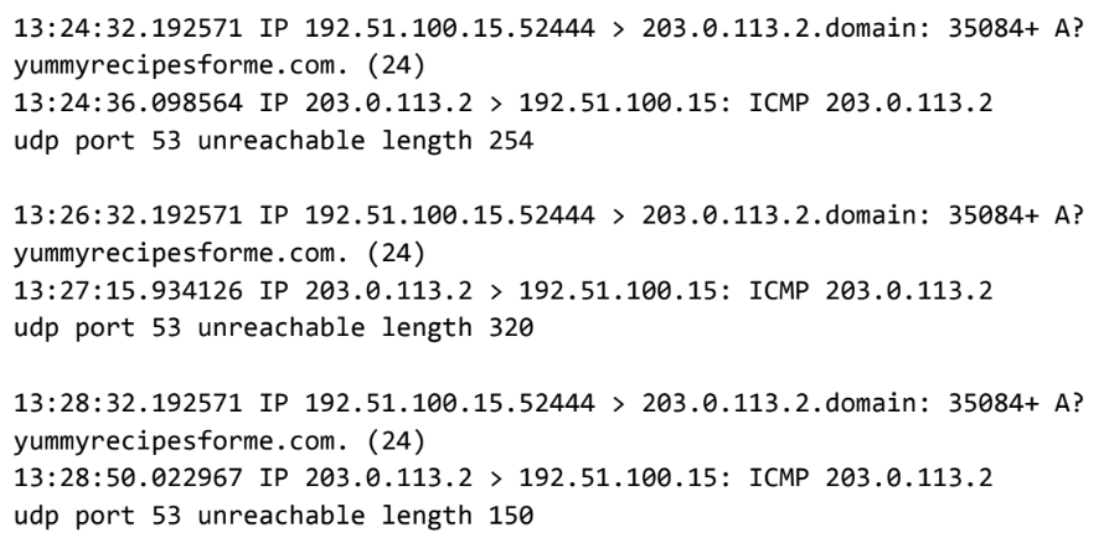 13:24:32.192571 IP 192.51.100.15.52444 > 203.0.113.2.domain: 35084+ A?
yummyrecipesforme.com. (24)
13:24:36.098564 IP 203.0.113.2 > 192.51.100.15: ICMP 203.0.113.2
udp port 53 unreachable length 254
13:26:32.192571 IP 192.51.100.15.52444 > 203.0.113.2.domain: 35084+ A?
yummyrecipesforme.com. (24)
13:27:15.934126 IP 203.0.113.2 > 192.51.100.15: ICMP 203.0.113.2
udp port 53 unreachable length 320
13:28:32.192571 IP 192.51.100.15.52444 > 203.0.113.2.domain: 35084+ A?
yummyrecipesforme.com. (24)
13:28:50.022967 IP 203.0.113.2 > 192.51.100.15: ICMP 203.0.113.2
udp port 53 unreachable length 150